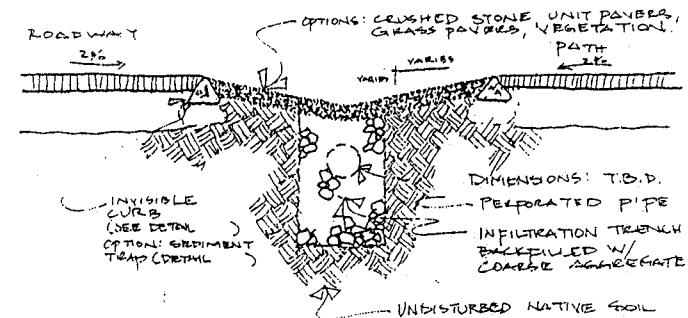 OPTIONS: CRUSHED STONE UNIT PAVERS,
GRASS PAVERS, VEGETATION.
ROADWAY
2%
PATH
2%
VARIES
VARIES
DIMENSIONS: T.B.D.
PERFORATED PIPE
INFILTRATION TRENCH
BACKFILLED W/
COARSE AGGREGATE
INVISIBLE
CURB
(SEE DETAIL )
OPTION: SEDIMENT
TRAP (DETAIL )
UNDISTURBED NATIVE SOIL